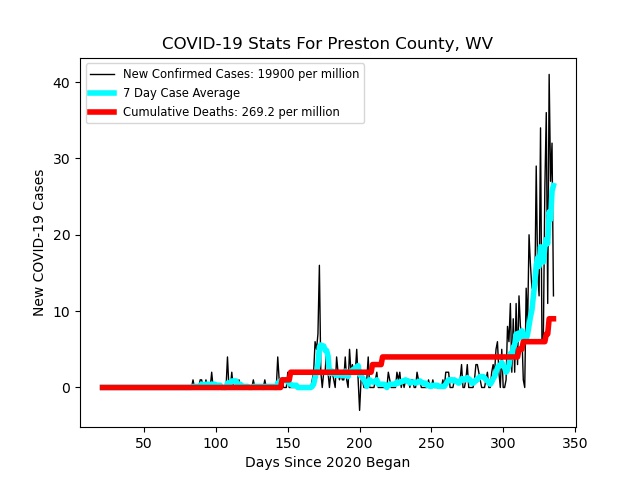 COVID-19 Stats For Preston County, WV
New Confirmed Cases: 19900 per million
7 Day Case Average
Cumulative Deaths: 269.2 per million
New COVID-19 Cases
40
30
20
10
0
50 100 150 200 250 300 350
Days Since 2020 Began